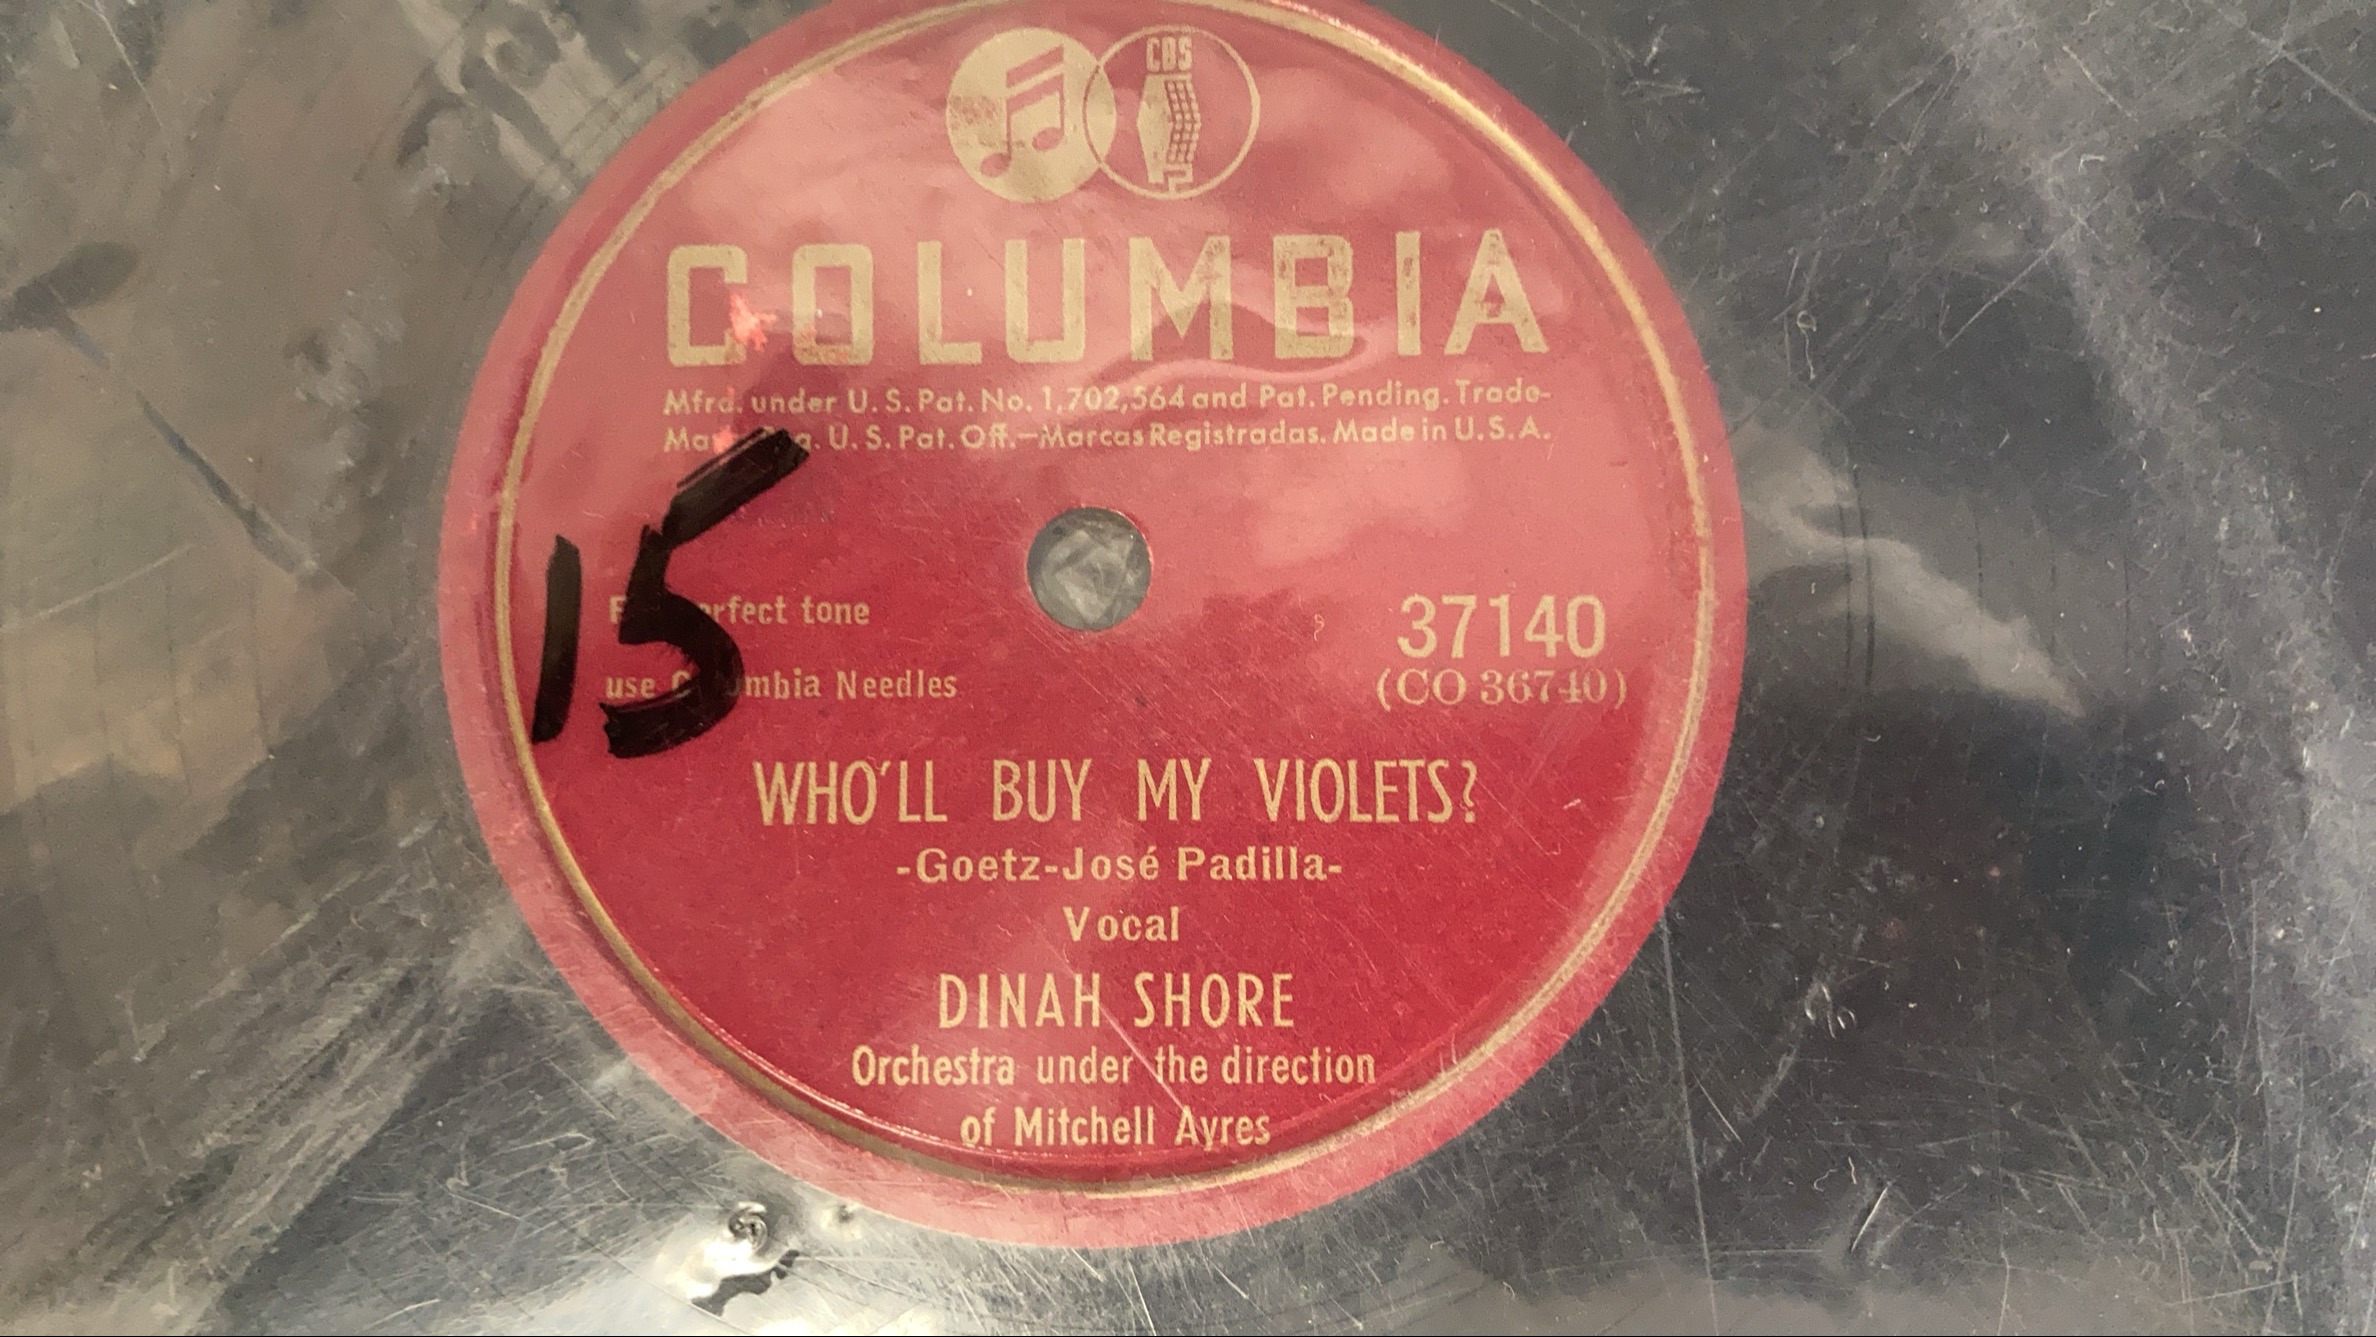 CBS
COLUMBIA
Mfrd. under U.S. Pat. No. 1,702,564 and Pat. Pending. Trade-
U.S. Pat. Off.—Marcas Registradas. Made in U.S.A.
15
tone
37140
use Needles
(CO 36740)
WHO'LL BUY MY VIOLETS?
-Goetz-José Padilla-
Vocal
DINAH SHORE
Orchestra under the direction
of Mitchell Ayres